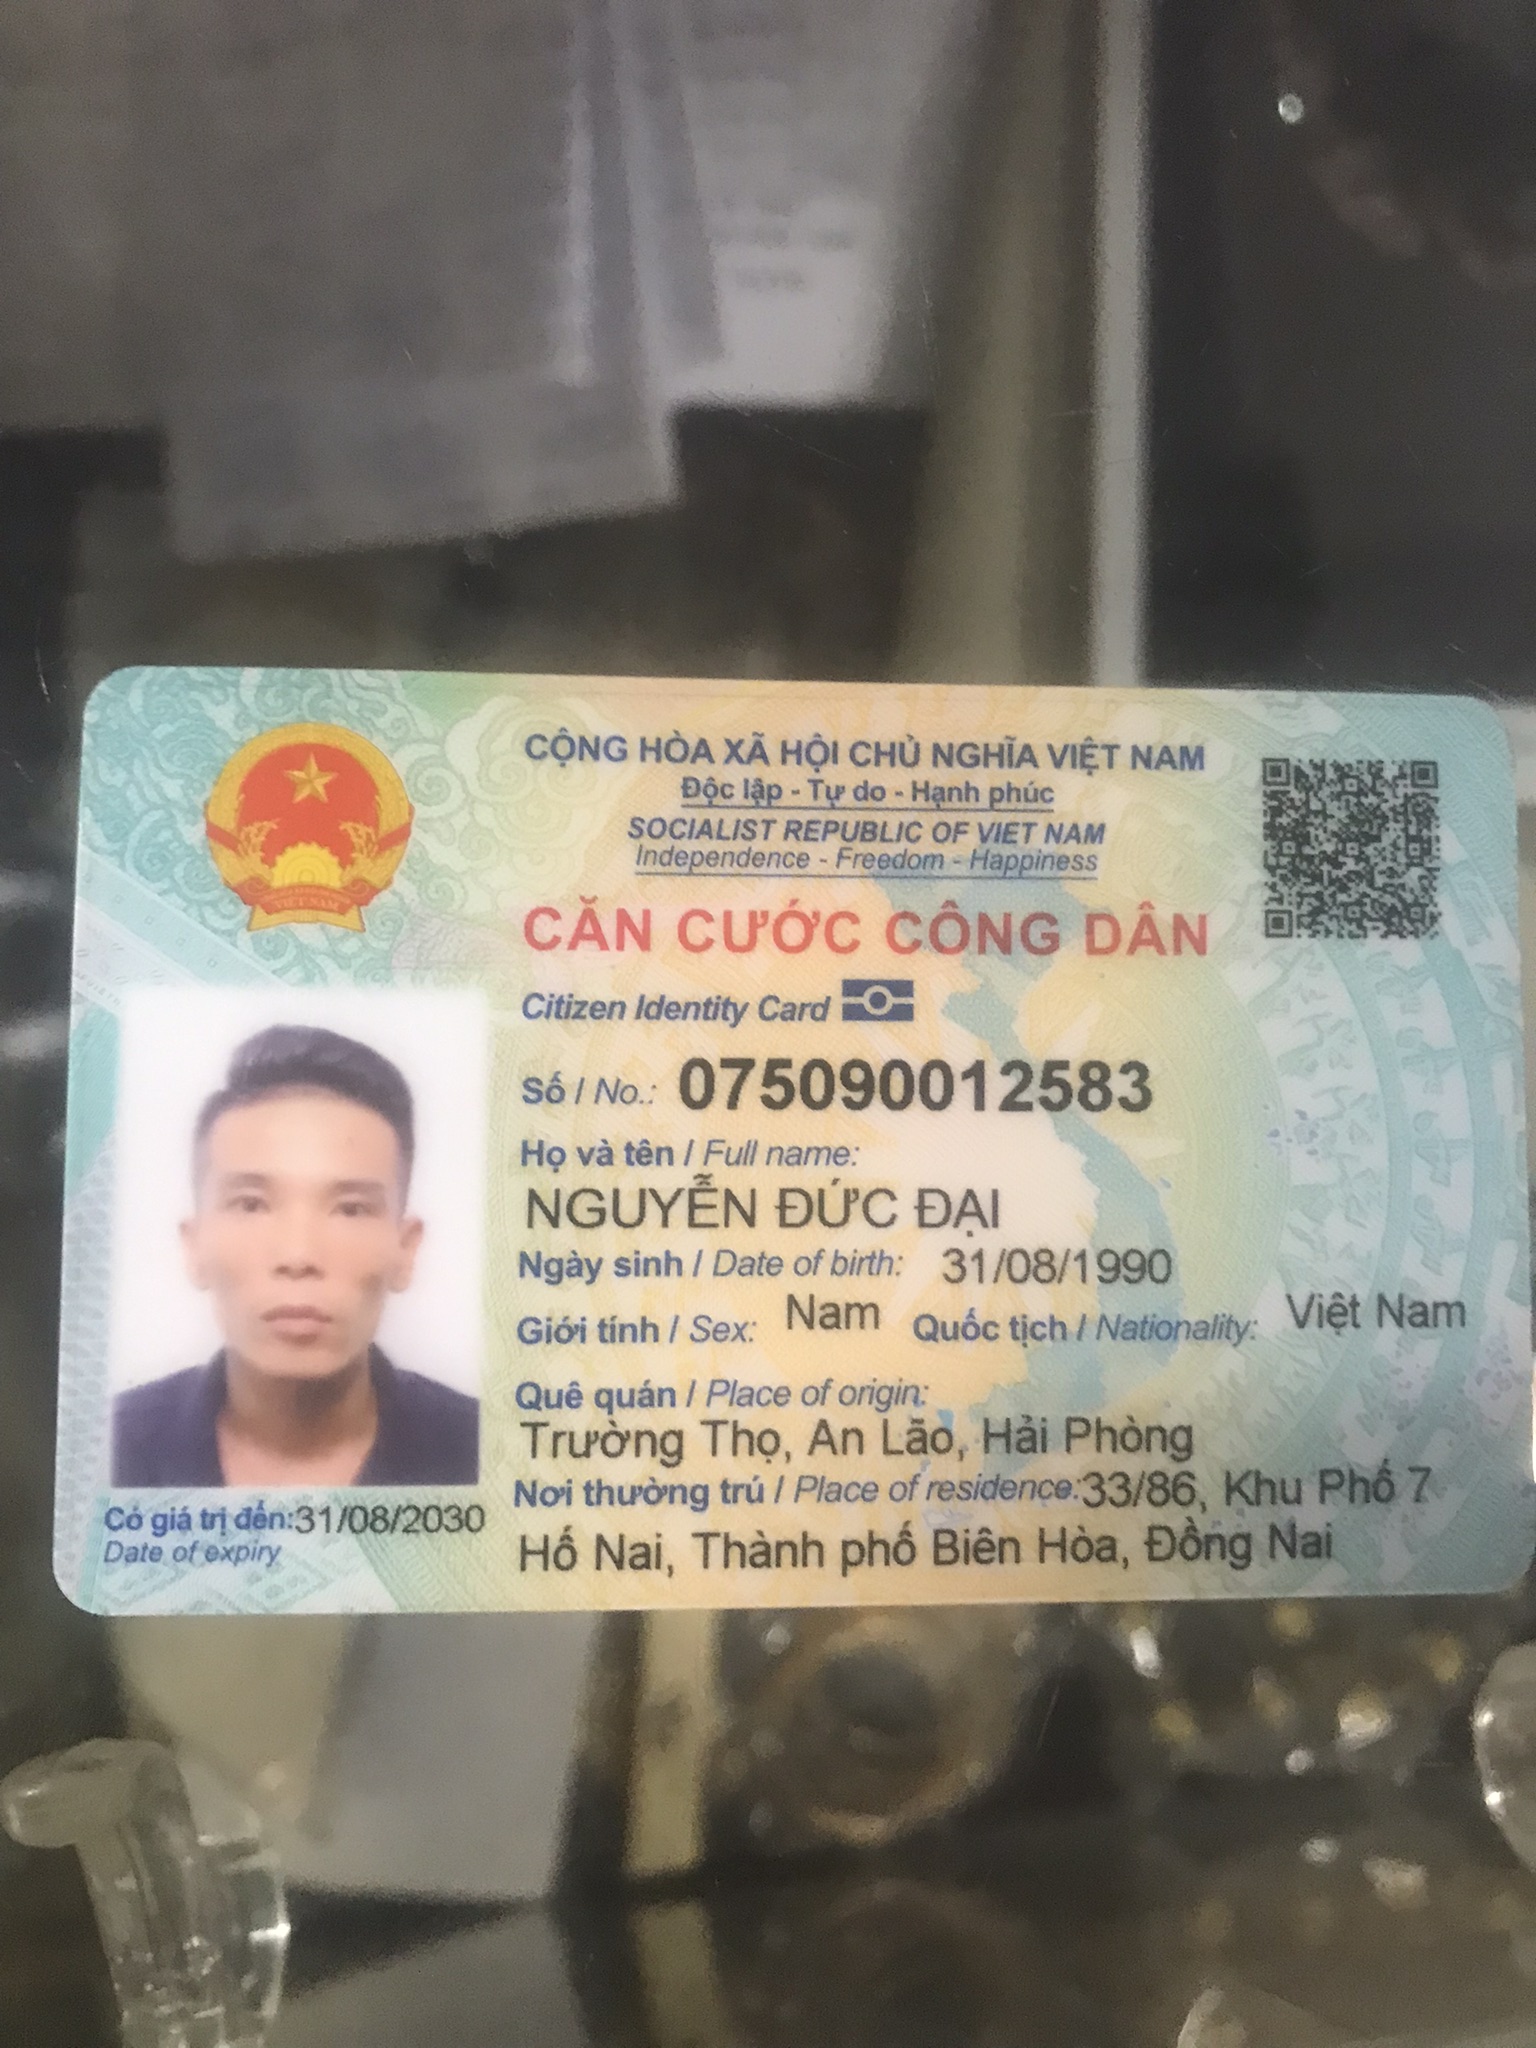 CỘNG HÒA XÃ HỘI CHỦ NGHĨA VIỆT NAM
Độc lập - Tự do - Hạnh phúc
SOCIALIST REPUBLIC OF VIET NAM
Independence - Freedom - Happiness
CĂN CƯỚC CÔNG DÂN
Citizen Identity Card
Số / No.: 075090012583
Họ và tên / Full name:
NGUYỄN ĐỨC ĐẠI
Ngày sinh / Date of birth: 31/08/1990
Giới tính / Sex: Nam Quốc tịch / Nationality: Việt Nam
Quê quán / Place of origin:
Trường Thọ, An Lão, Hải Phòng
Nơi thường trú / Place of residence: 33/86, Khu Phố 7
Hố Nai, Thành phố Biên Hòa, Đồng Nai
Có giá trị đến: 31/08/2030
Date of expiry
VIỆT NAM